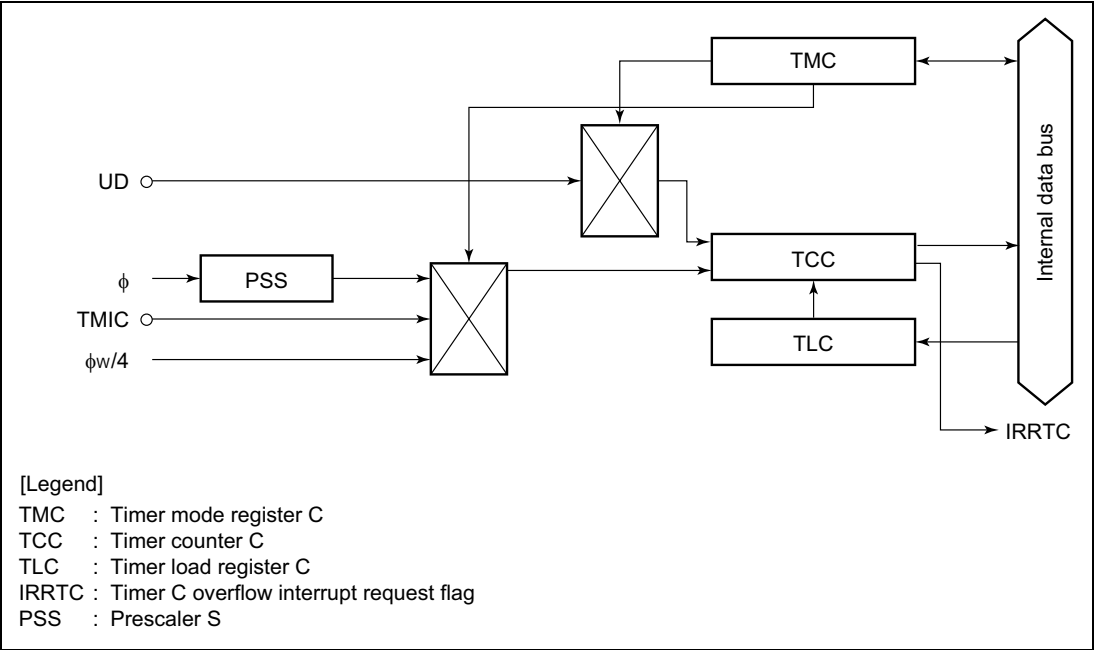 TMC
UD
TCC
Internal data bus
ϕ
PSS
TMIC
TLC
ϕw/4
IRRTC
[Legend]
TMC : Timer mode register C
TCC : Timer counter C
TLC : Timer load register C
IRRTC : Timer C overflow interrupt request flag
PSS : Prescaler S